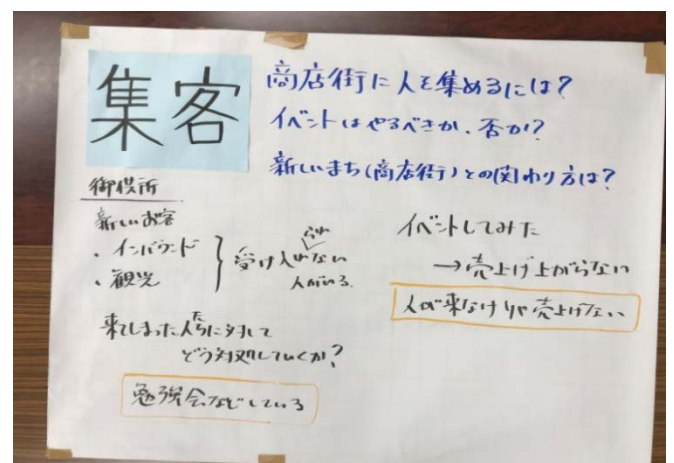 集客
商店街に人を集めるには?
イベントはやるべきか、否か?
新しいまち(商店街)との関わり方は?
新しいお客
・インバウンド
・観光
受け入れない
られ
人がいる
来てしまった人たちに対して
どう対処していくか?
勉強会などしている
イベントしてみた
→売上げ上がらない
人が来なけりゃ売上げない